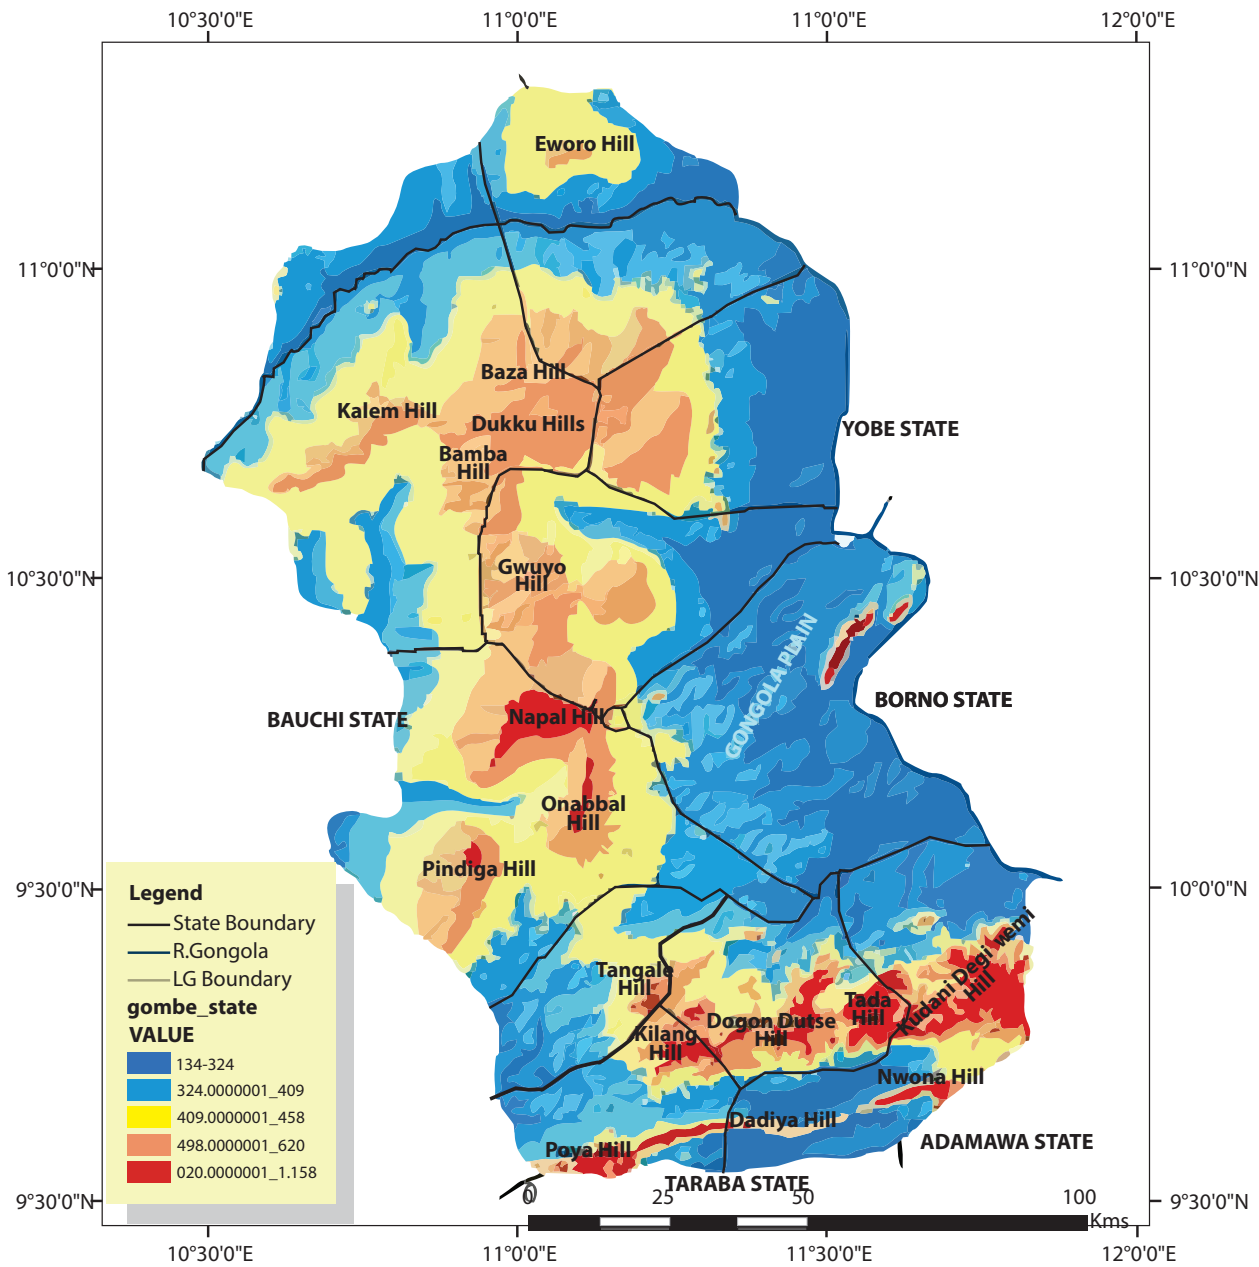 10°30'0"E 11°0'0"E 11°0'0"E 12°0'0"E
Eworo Hill
11°0'0"N 11°0'0"N
Baza Hill
Kalem Hill
Dukku Hills
YOBE STATE
Bamba
Hill
Gwuyo
Hill
10°30'0"N 10°30'0"N
GONGOLA PLAIN
BORNO STATE
BAUCHI STATE
Napal Hill
Onabbal
Hill
Pindiga Hill
9°30'0"N 10°0'0"N
Legend
State Boundary
R.Gongola
LG Boundary
gombe_state
VALUE
134-324
324.0000001_409
409.0000001_458
498.0000001_620
020.0000001_1.158
Tangale
Hill
Kudani Degi wemi
Hill
Tada
Hill
Dogon Dutse
Hill
Kilang
Hill
Nwona Hill
Dadiya Hill
ADAMAWA STATE
Poya Hill
TARABA STATE
9°30'0"N 9°30'0"N
0 25 50 100
Kms
10°30'0"E 11°0'0"E 11°30'0"E 12°0'0"E